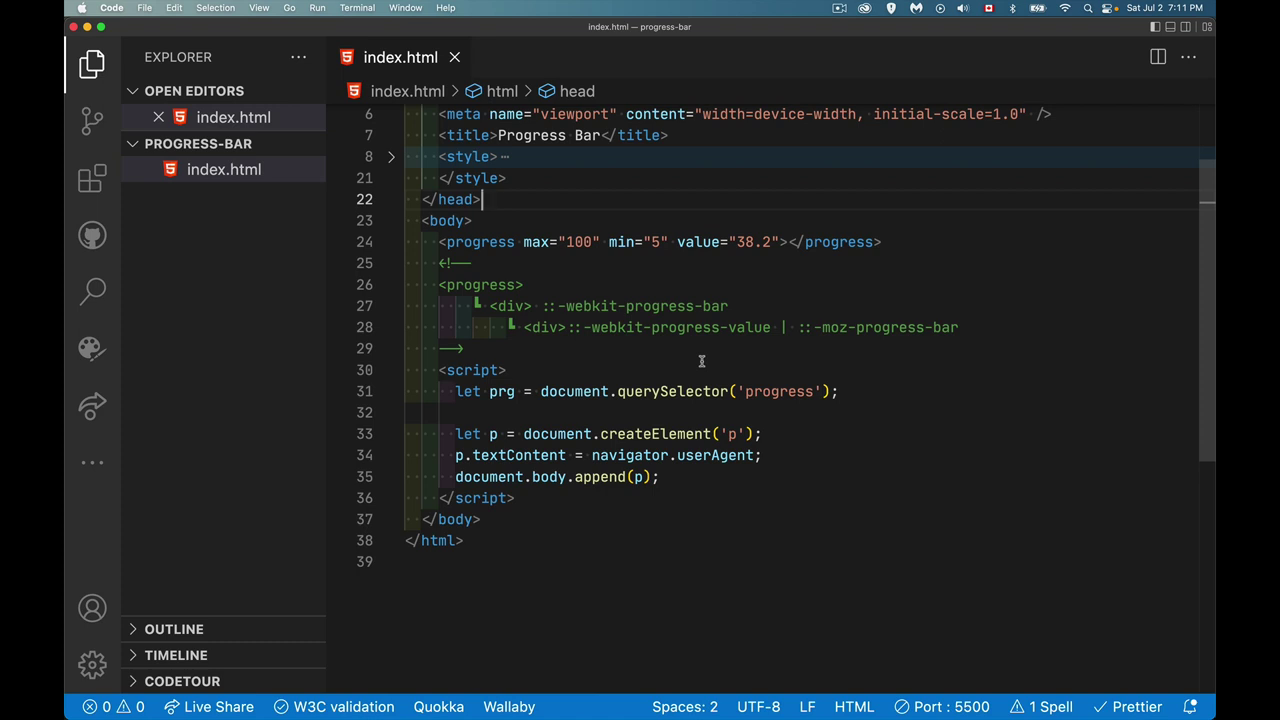 Code File Edit Selection View Go Run Terminal Window Help Sat Jul 2 7:11 PM
index.html — progress-bar
EXPLORER
index.html
OPEN EDITORS
index.html > html > head
index.html
PROGRESS-BAR
index.html
6 <meta name="viewport" content="width=device-width, initial-scale=1.0" />
7 <title>Progress Bar</title>
8 <style>…
21 </style>
22 </head>
23 <body>
24 <progress max="100" min="5" value="38.2"></progress>
25 <!--
26 <progress>
27 ┗ <div> ::-webkit-progress-bar
28 ┗ <div>::-webkit-progress-value | ::-moz-progress-bar
29 -->
30 <script>
31 let prg = document.querySelector('progress');
32
33 let p = document.createElement('p');
34 p.textContent = navigator.userAgent;
35 document.body.append(p);
36 </script>
37 </body>
38 </html>
39
OUTLINE
TIMELINE
CODETOUR
0 0 Live Share W3C validation Quokka Wallaby Spaces: 2 UTF-8 LF HTML Port : 5500 1 Spell Prettier